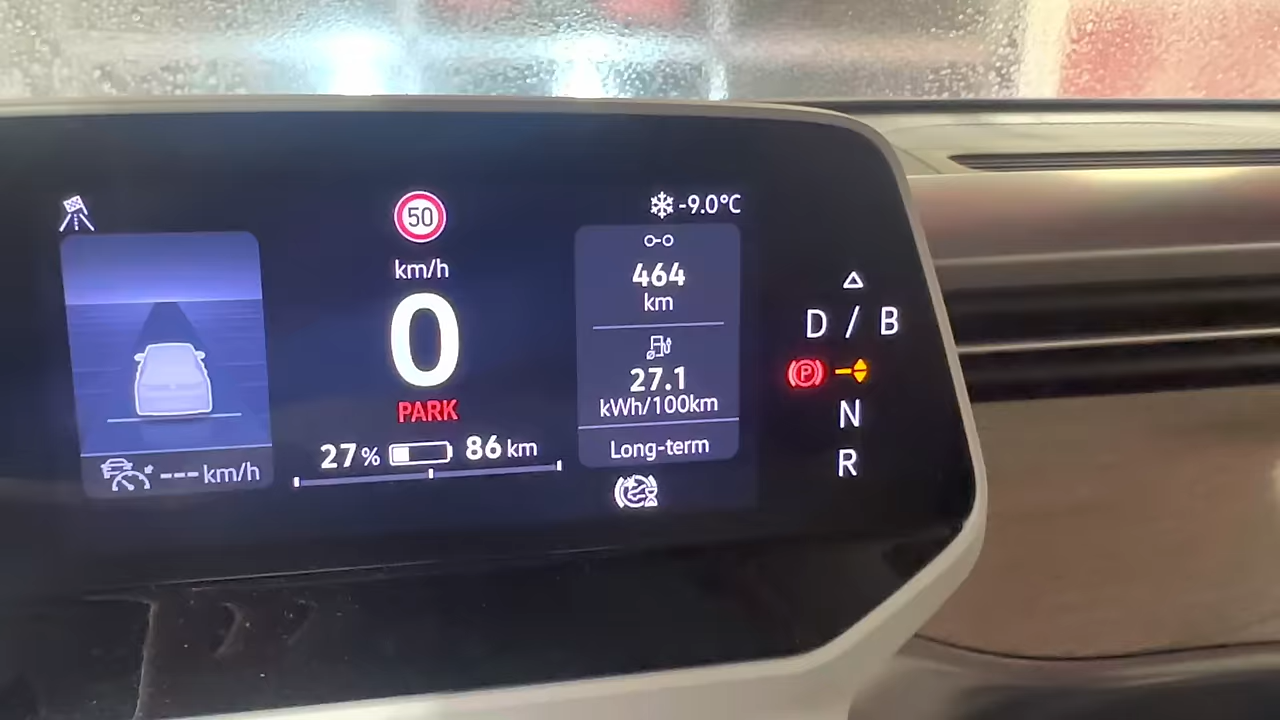 50
-9.0°C
km/h
0
PARK
27% 86 km
---km/h
464
km
27.1
kWh/100km
Long-term
D / B
P
N
R